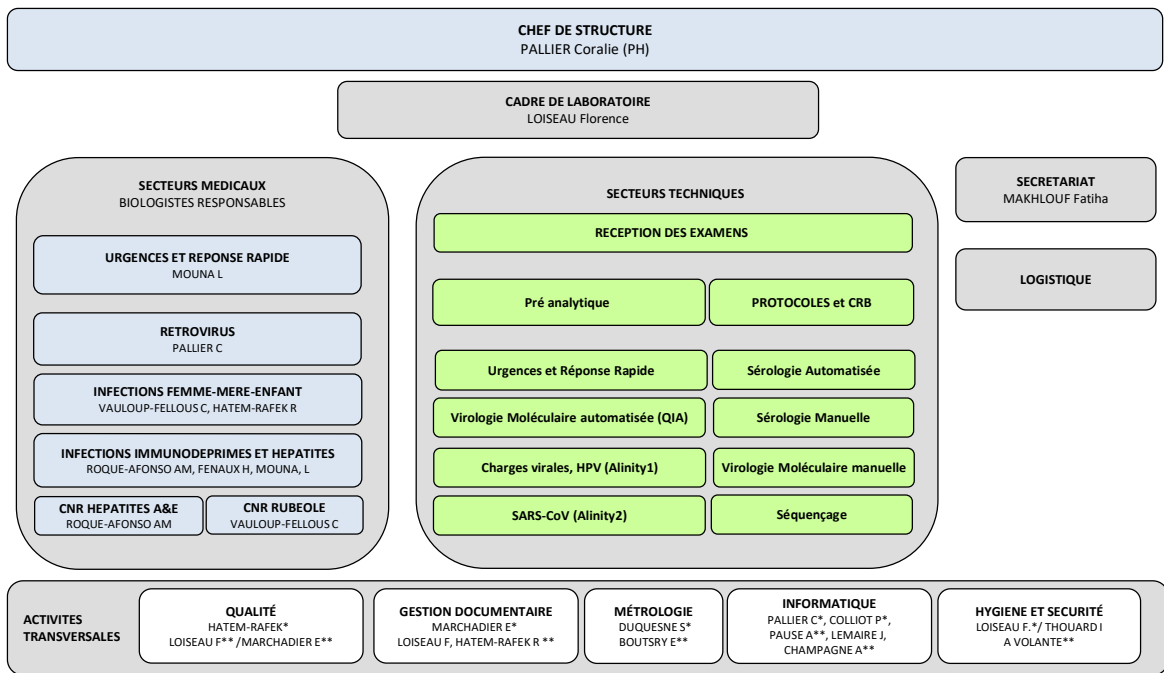 CHEF DE STRUCTURE
PALLIER Coralie (PH)
CADRE DE LABORATOIRE
LOISEAU Florence
SECTEURS MEDICAUX
BIOLOGISTES RESPONSABLES
URGENCES ET REPONSE RAPIDE
MOUNA L
RETROVIRUS
PALLIER C
INFECTIONS FEMME-MERE-ENFANT
VAULOUP-FELLOUS C, HATEM-RAFEK R
INFECTIONS IMMUNODEPRIMES ET HEPATITES
ROQUE-AFONSO AM, FENAUX H, MOUNA, L
CNR HEPATITES A&E
ROQUE-AFONSO AM
CNR RUBEOLE
VAULOUP-FELLOUS C
SECTEURS TECHNIQUES
RECEPTION DES EXAMENS
Pré analytique
PROTOCOLES et CRB
Urgences et Réponse Rapide
Sérologie Automatisée
Virologie Moléculaire automatisée (QIA)
Sérologie Manuelle
Charges virales, HPV (Alinity1)
Virologie Moléculaire manuelle
SARS-CoV (Alinity2)
Séquençage
SECRETARIAT
MAKHLOUF Fatiha
LOGISTIQUE
ACTIVITES
TRANSVERSALES
QUALITÉ
HATEM-RAFEK*
LOISEAU F** /MARCHADIER E**
GESTION DOCUMENTAIRE
MARCHADIER E*
LOISEAU F, HATEM-RAFEK R **
MÉTROLOGIE
DUQUESNE S*
BOUTSRY E**
INFORMATIQUE
PALLIER C*, COLLIOT P*,
PAUSE A**, LEMAIRE J,
CHAMPAGNE A**
HYGIENE ET SECURITÉ
LOISEAU F.*/ THOUARD I
A VOLANTE**